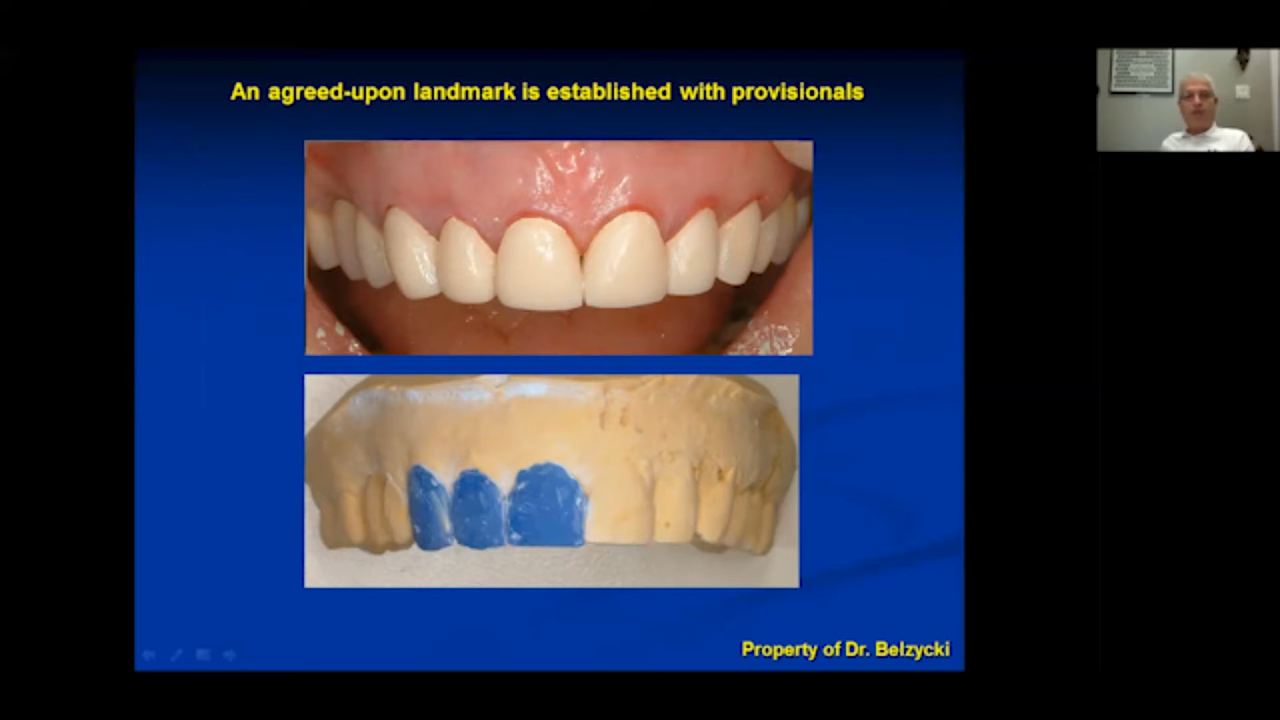 An agreed-upon landmark is established with provisionals
Property of Dr. Belzycki